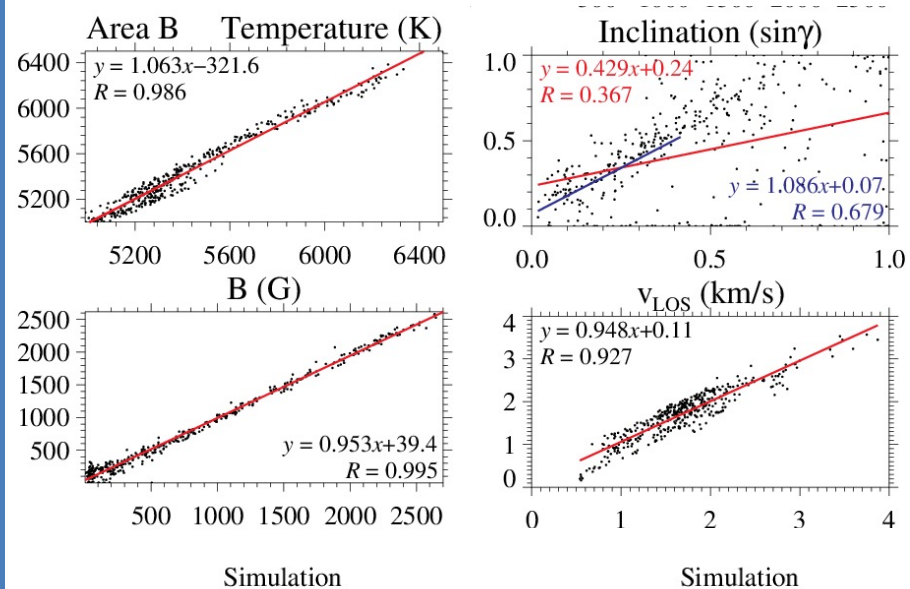 Area B Temperature (K)
y = 1.063x−321.6
R = 0.986
6400
6000
5600
5200
5200 5600 6000 6400
Inclination (sinγ)
y = 0.429x+0.24
R = 0.367
1.0
0.5
0.0
y = 1.086x+0.07
R = 0.679
0.0 0.5 1.0
B (G)
2500
2000
1500
1000
500
y = 0.953x+39.4
R = 0.995
500 1000 1500 2000 2500
Simulation
vLOS (km/s)
y = 0.948x+0.11
R = 0.927
4
3
2
1
0
0 1 2 3 4
Simulation